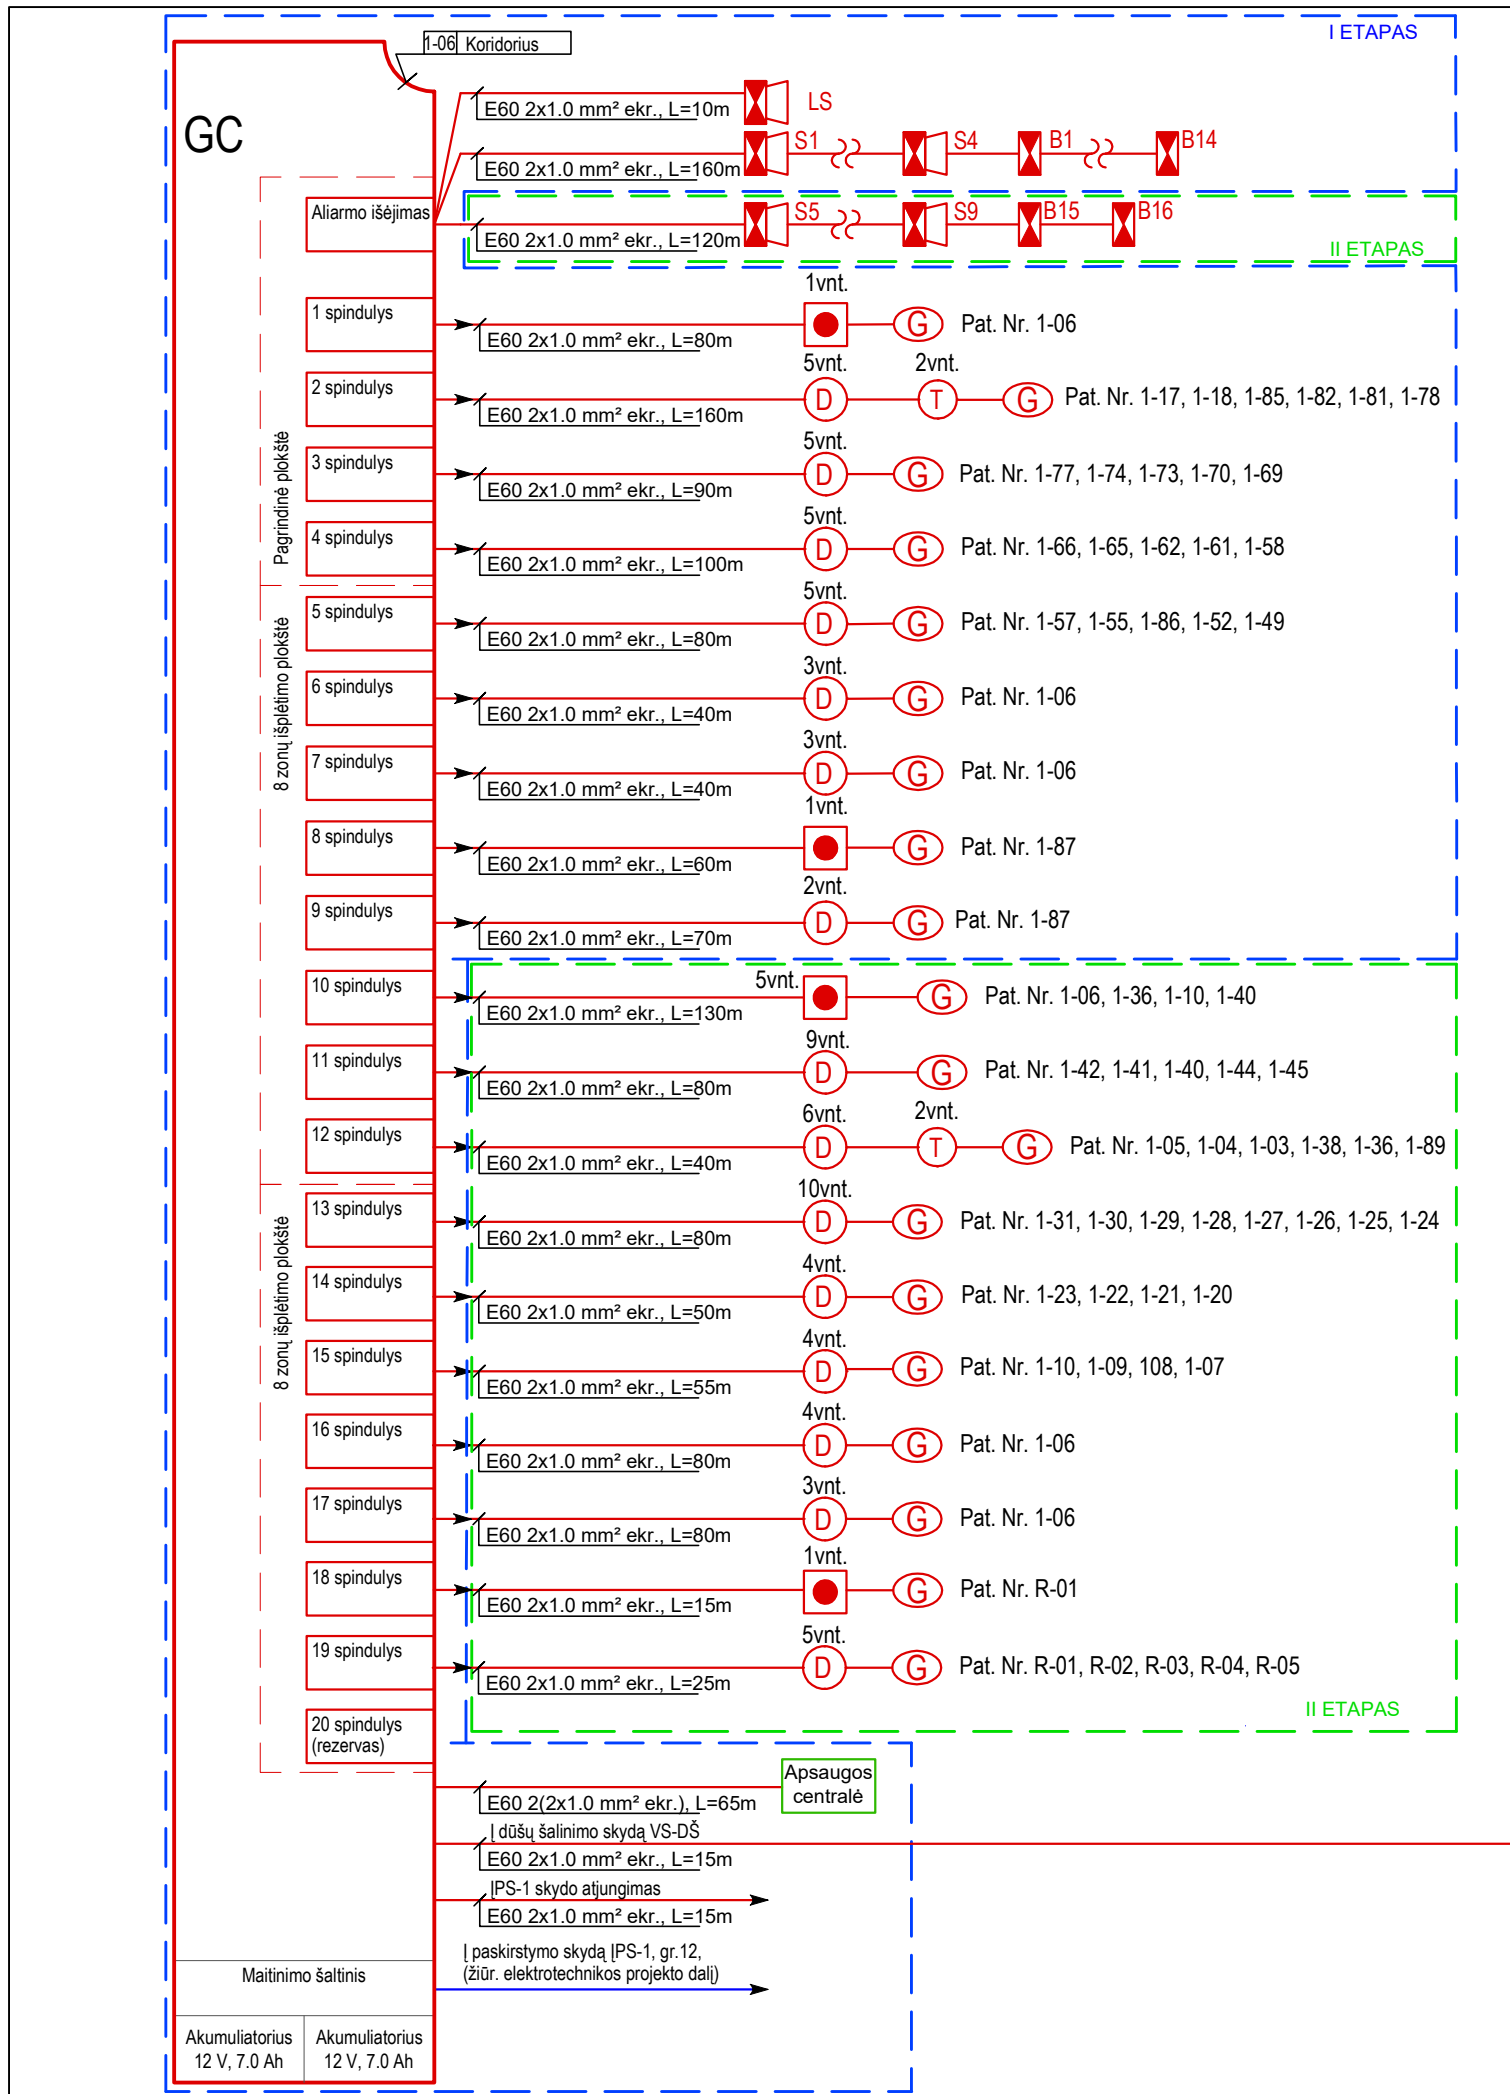 I ETAPAS
1-06 Koridorius
GC
E60 2x1.0 mm² ekr., L=10m
LS
E60 2x1.0 mm² ekr., L=160m
S1
S4
B1
B14
Aliarmo išėjimas
E60 2x1.0 mm² ekr., L=120m
S5
S9
B15
B16
II ETAPAS
Pagrindinė plokštė
1 spindulys
E60 2x1.0 mm² ekr., L=80m
1vnt.
G
Pat. Nr. 1-06
2 spindulys
E60 2x1.0 mm² ekr., L=160m
5vnt.
D
2vnt.
T
G
Pat. Nr. 1-17, 1-18, 1-85, 1-82, 1-81, 1-78
3 spindulys
E60 2x1.0 mm² ekr., L=90m
5vnt.
D
G
Pat. Nr. 1-77, 1-74, 1-73, 1-70, 1-69
4 spindulys
E60 2x1.0 mm² ekr., L=100m
5vnt.
D
G
Pat. Nr. 1-66, 1-65, 1-62, 1-61, 1-58
8 zonų išplėtimo plokštė
5 spindulys
E60 2x1.0 mm² ekr., L=80m
5vnt.
D
G
Pat. Nr. 1-57, 1-55, 1-86, 1-52, 1-49
6 spindulys
E60 2x1.0 mm² ekr., L=40m
3vnt.
D
G
Pat. Nr. 1-06
7 spindulys
E60 2x1.0 mm² ekr., L=40m
3vnt.
D
G
Pat. Nr. 1-06
8 spindulys
E60 2x1.0 mm² ekr., L=60m
1vnt.
G
Pat. Nr. 1-87
9 spindulys
E60 2x1.0 mm² ekr., L=70m
2vnt.
D
G
Pat. Nr. 1-87
10 spindulys
E60 2x1.0 mm² ekr., L=130m
5vnt.
G
Pat. Nr. 1-06, 1-36, 1-10, 1-40
11 spindulys
E60 2x1.0 mm² ekr., L=80m
9vnt.
D
G
Pat. Nr. 1-42, 1-41, 1-40, 1-44, 1-45
12 spindulys
E60 2x1.0 mm² ekr., L=40m
6vnt.
D
2vnt.
T
G
Pat. Nr. 1-05, 1-04, 1-03, 1-38, 1-36, 1-89
8 zonų išplėtimo plokštė
13 spindulys
E60 2x1.0 mm² ekr., L=80m
10vnt.
D
G
Pat. Nr. 1-31, 1-30, 1-29, 1-28, 1-27, 1-26, 1-25, 1-24
14 spindulys
E60 2x1.0 mm² ekr., L=50m
4vnt.
D
G
Pat. Nr. 1-23, 1-22, 1-21, 1-20
15 spindulys
E60 2x1.0 mm² ekr., L=55m
4vnt.
D
G
Pat. Nr. 1-10, 1-09, 108, 1-07
16 spindulys
E60 2x1.0 mm² ekr., L=80m
4vnt.
D
G
Pat. Nr. 1-06
17 spindulys
E60 2x1.0 mm² ekr., L=80m
3vnt.
D
G
Pat. Nr. 1-06
18 spindulys
E60 2x1.0 mm² ekr., L=15m
1vnt.
G
Pat. Nr. R-01
19 spindulys
E60 2x1.0 mm² ekr., L=25m
5vnt.
D
G
Pat. Nr. R-01, R-02, R-03, R-04, R-05
II ETAPAS
20 spindulys
(rezervas)
E60 2(2x1.0 mm² ekr.), L=65m
Apsaugos
centralė
Į dūšų šalinimo skydą VS-DŠ
E60 2x1.0 mm² ekr., L=15m
ĮPS-1 skydo atjungimas
E60 2x1.0 mm² ekr., L=15m
Į paskirstymo skydą ĮPS-1, gr.12,
(žiūr. elektrotechnikos projekto dalį)
Maitinimo šaltinis
Akumuliatorius
12 V, 7.0 Ah
Akumuliatorius
12 V, 7.0 Ah